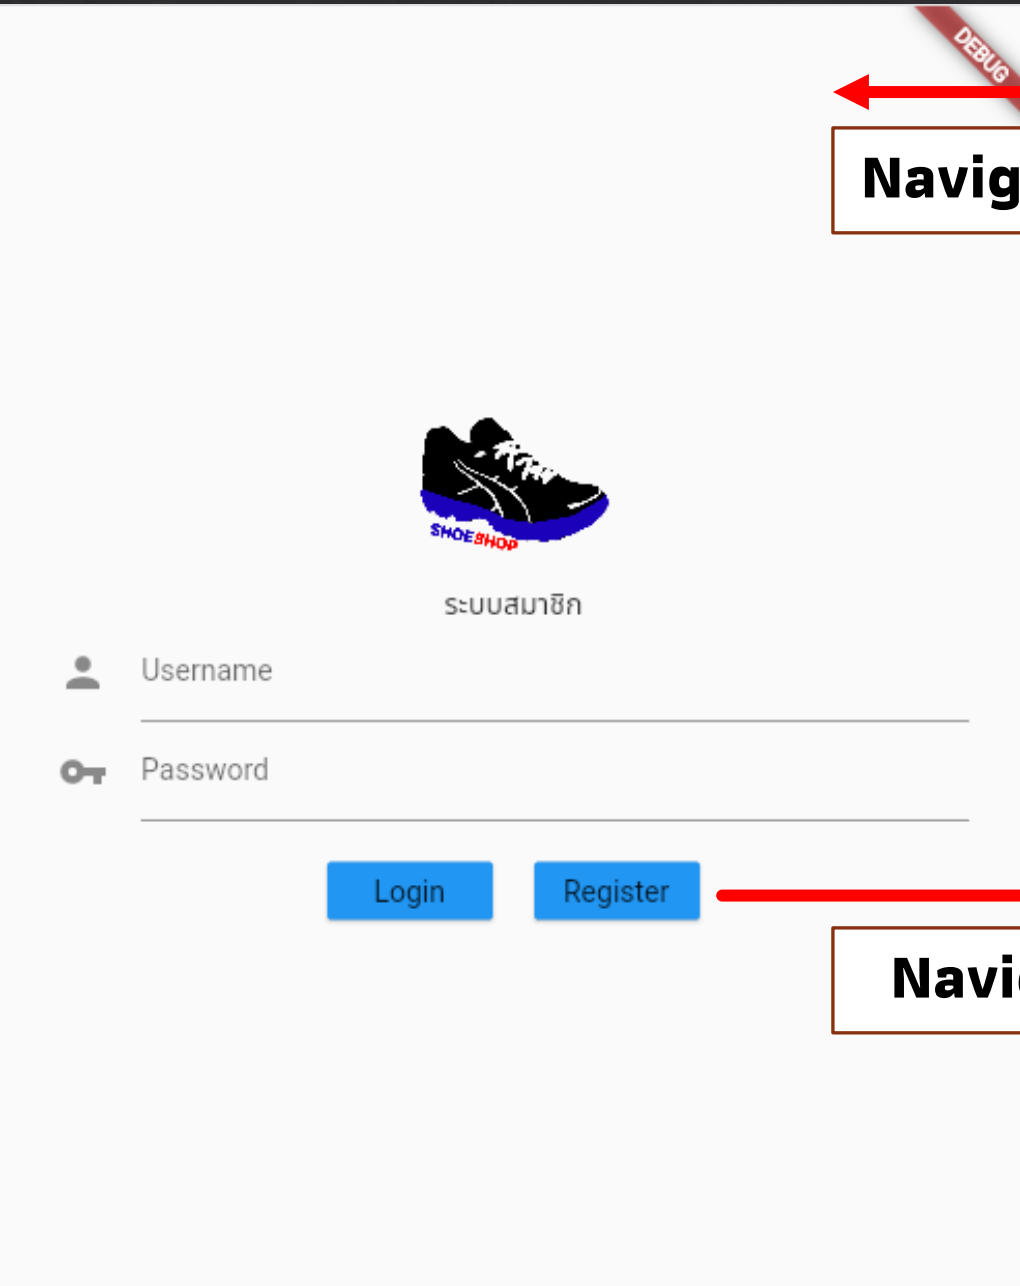 DEBUG
Navig
SHOESHOP
ระบบสมาชิก
Username
Password
Login Register
Navi